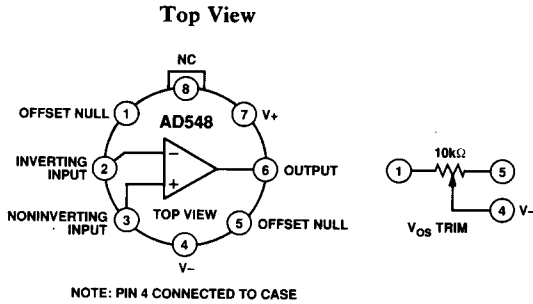 Top View
NC
8
OFFSET NULL
1
AD548
7
V+
INVERTING
INPUT
2
−
+
6
OUTPUT
NONINVERTING
INPUT
3
TOP VIEW
5
OFFSET NULL
4
V−
10kΩ
1
5
4
V−
VOS TRIM
NOTE: PIN 4 CONNECTED TO CASE